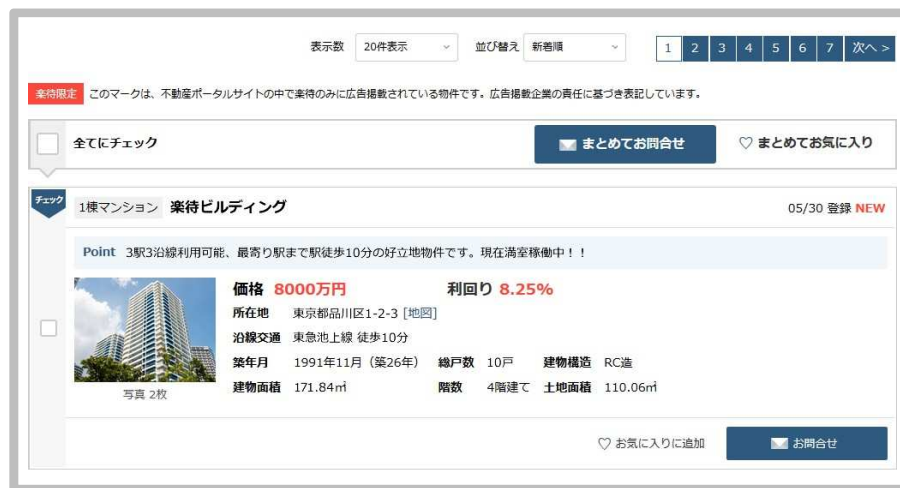 表示数 20件表示 並び替え 新着順 1 2 3 4 5 6 7 次へ >
楽待限定 このマークは、不動産ポータルサイトの中で楽待のみに広告掲載されている物件です。広告掲載企業の責任に基づき表記しています。
全てにチェック まとめてお問合せ ♡ まとめてお気に入り
チェック 1棟マンション 楽待ビルディング 05/30 登録 NEW
Point 3駅3沿線利用可能、最寄り駅まで駅徒歩10分の好立地物件です。現在満室稼働中！！
価格 8000万円 利回り 8.25%
所在地 東京都品川区1-2-3 [地図]
沿線交通 東急池上線 徒歩10分
築年月 1991年11月（築26年） 総戸数 10戸 建物構造 RC造
建物面積 171.84㎡ 階数 4階建て 土地面積 110.06㎡
写真 2枚
♡ お気に入りに追加 お問合せ